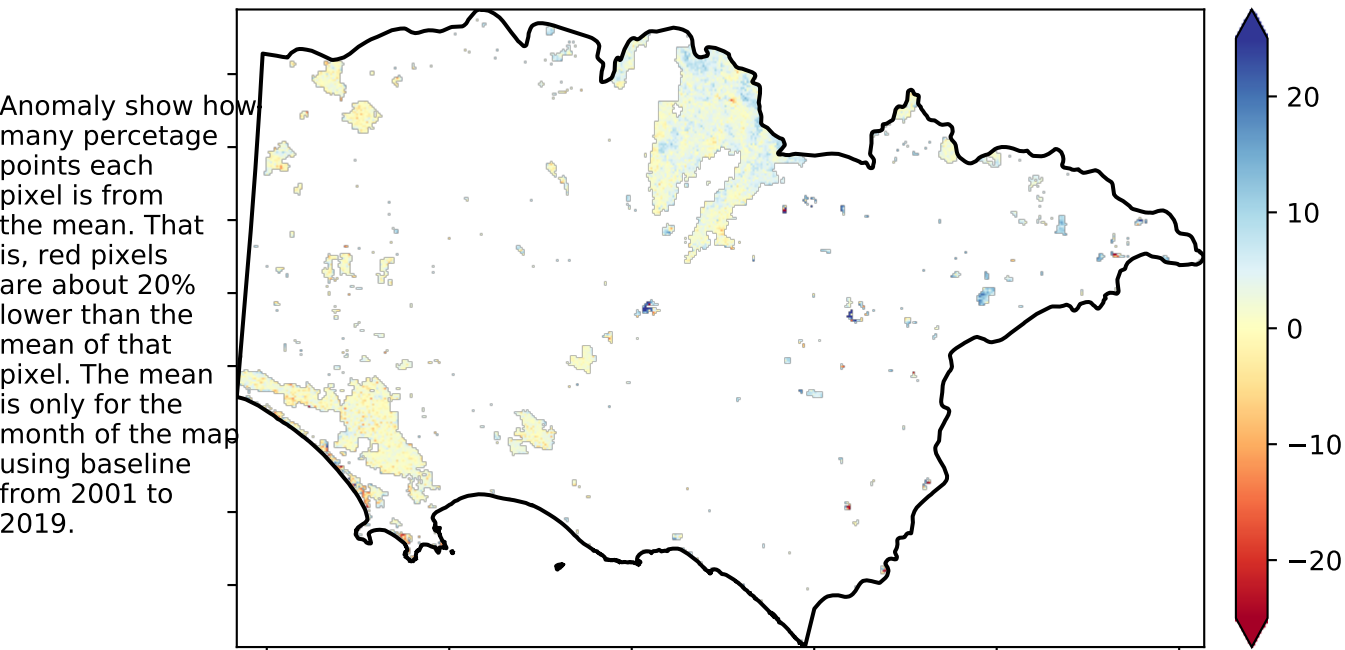 Anomaly show how
many percetage
points each
pixel is from
the mean. That
is, red pixels
are about 20%
lower than the
mean of that
pixel. The mean
is only for the
month of the map
using baseline
from 2001 to
2019.
20
10
0
−10
−20